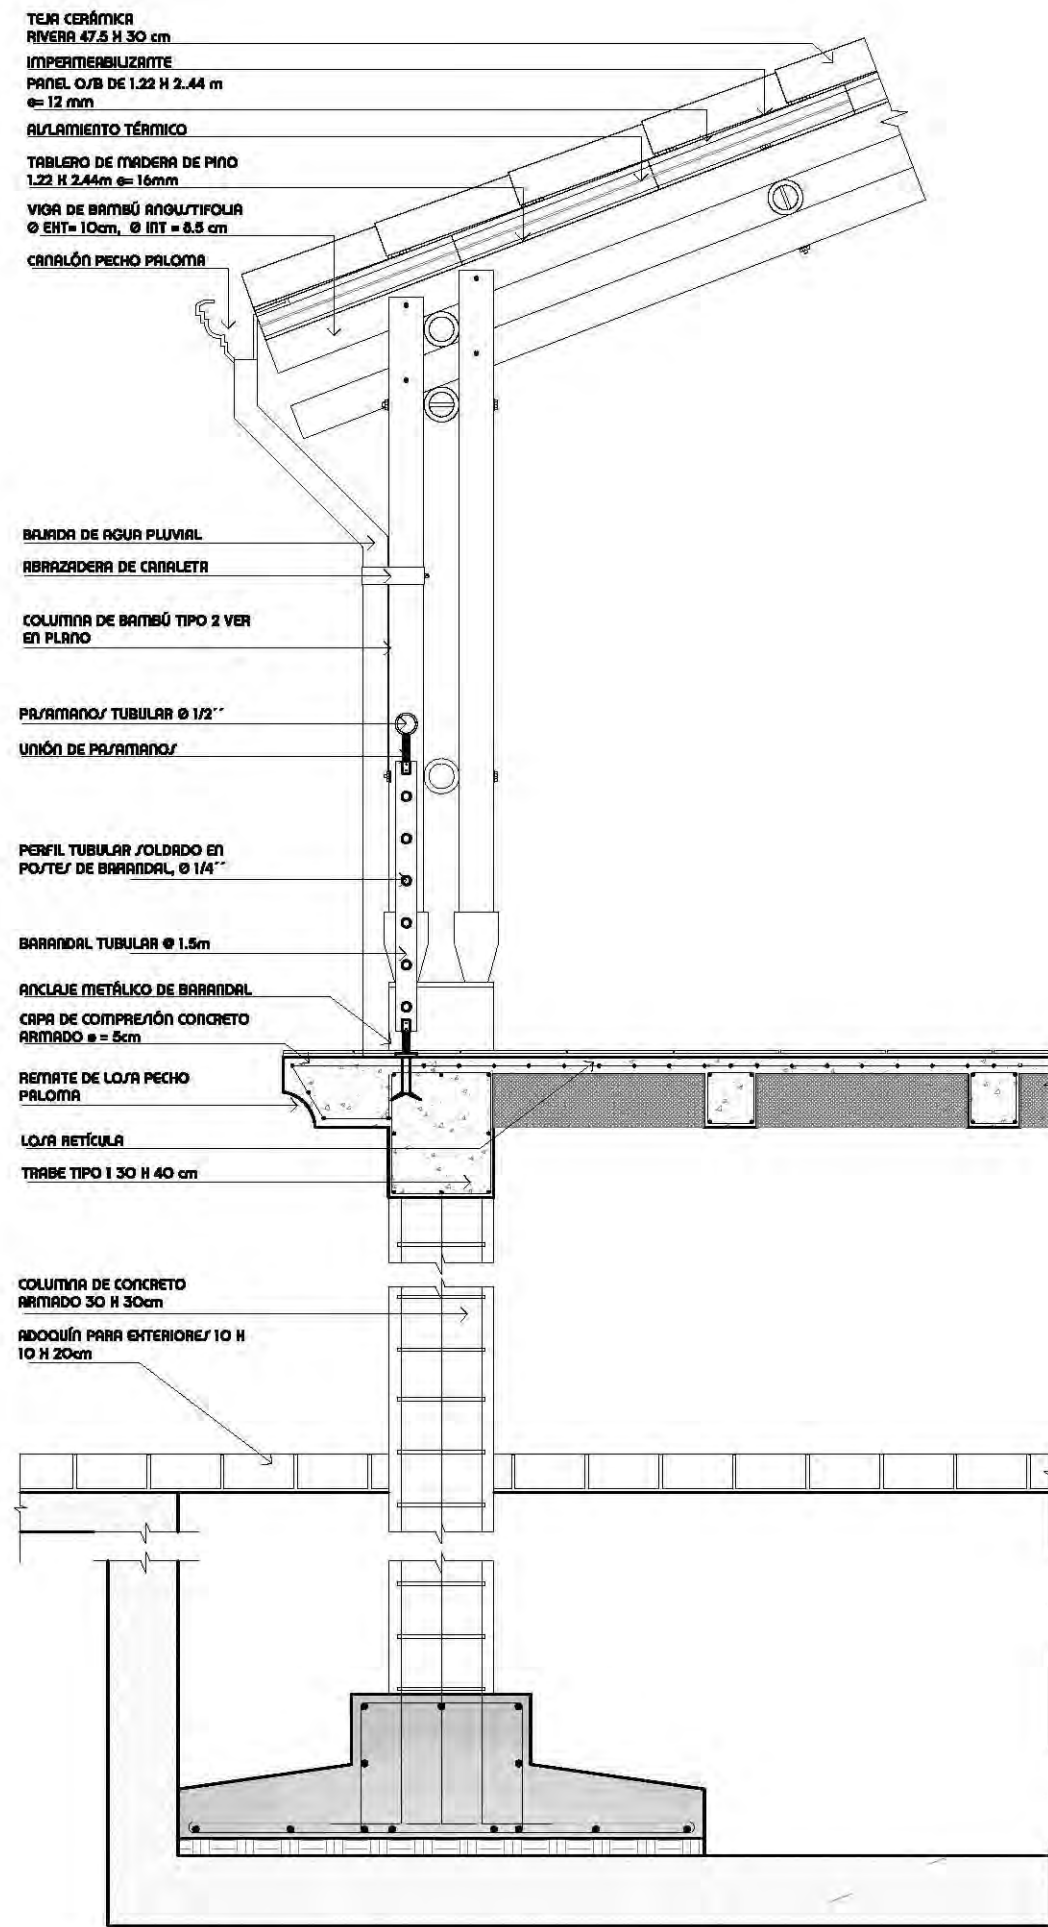 TEJA CERÁMICA
RIVERA 47.5 X 30 cm
IMPERMEABILIZANTE
PANEL OSB DE 1.22 X 2..44 m
e= 12 mm
AISLAMIENTO TÉRMICO
TABLERO DE MADERA DE PINO
1.22 X 2.44m e= 16mm
VIGA DE BAMBÚ ANGUSTIFOLIA
Ø EXT= 10cm, Ø INT = 8.5 cm
CANALÓN PECHO PALOMA
BAJADA DE AGUA PLUVIAL
ABRAZADERA DE CANALETA
COLUMNA DE BAMBÚ TIPO 2 VER
EN PLANO
PASAMANOS TUBULAR Ø 1/2´´
UNIÓN DE PASAMANOS
PERFIL TUBULAR SOLDADO EN
POSTES DE BARANDAL, Ø 1/4´´
BARANDAL TUBULAR @ 1.5m
ANCLAJE METÁLICO DE BARANDAL
CAPA DE COMPRESIÓN CONCRETO
ARMADO e = 5cm
REMATE DE LOSA PECHO
PALOMA
LOSA RETÍCULA
TRABE TIPO 1 30 X 40 cm
COLUMNA DE CONCRETO
ARMADO 30 X 30cm
ADOQUÍN PARA EXTERIORES 10 X
10 X 20cm